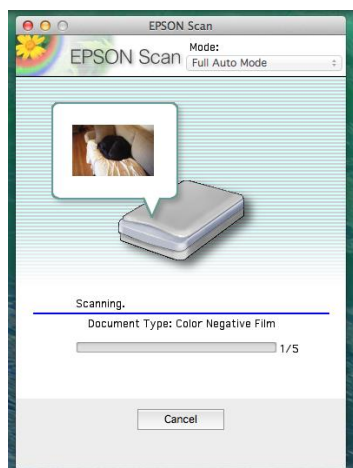 EPSON Scan
EPSON Scan
Mode:
Full Auto Mode
Scanning.
Document Type: Color Negative Film
1/5
Cancel